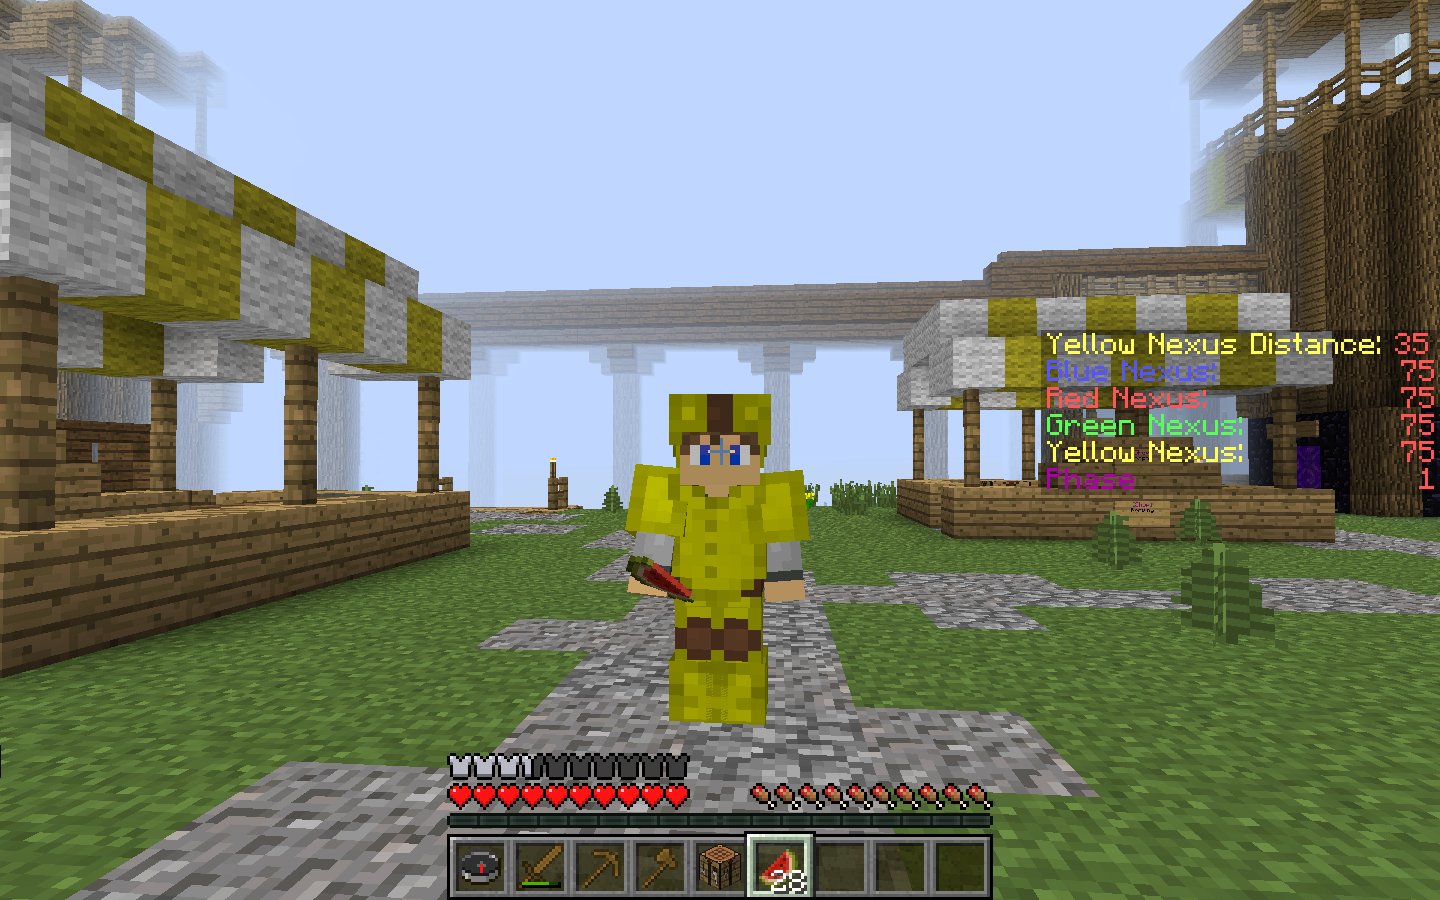 Yellow Nexus Distance: 35
Blue Nexus: 75
Red Nexus: 75
Green Nexus: 75
Yellow Nexus: 75
Phase 1
28